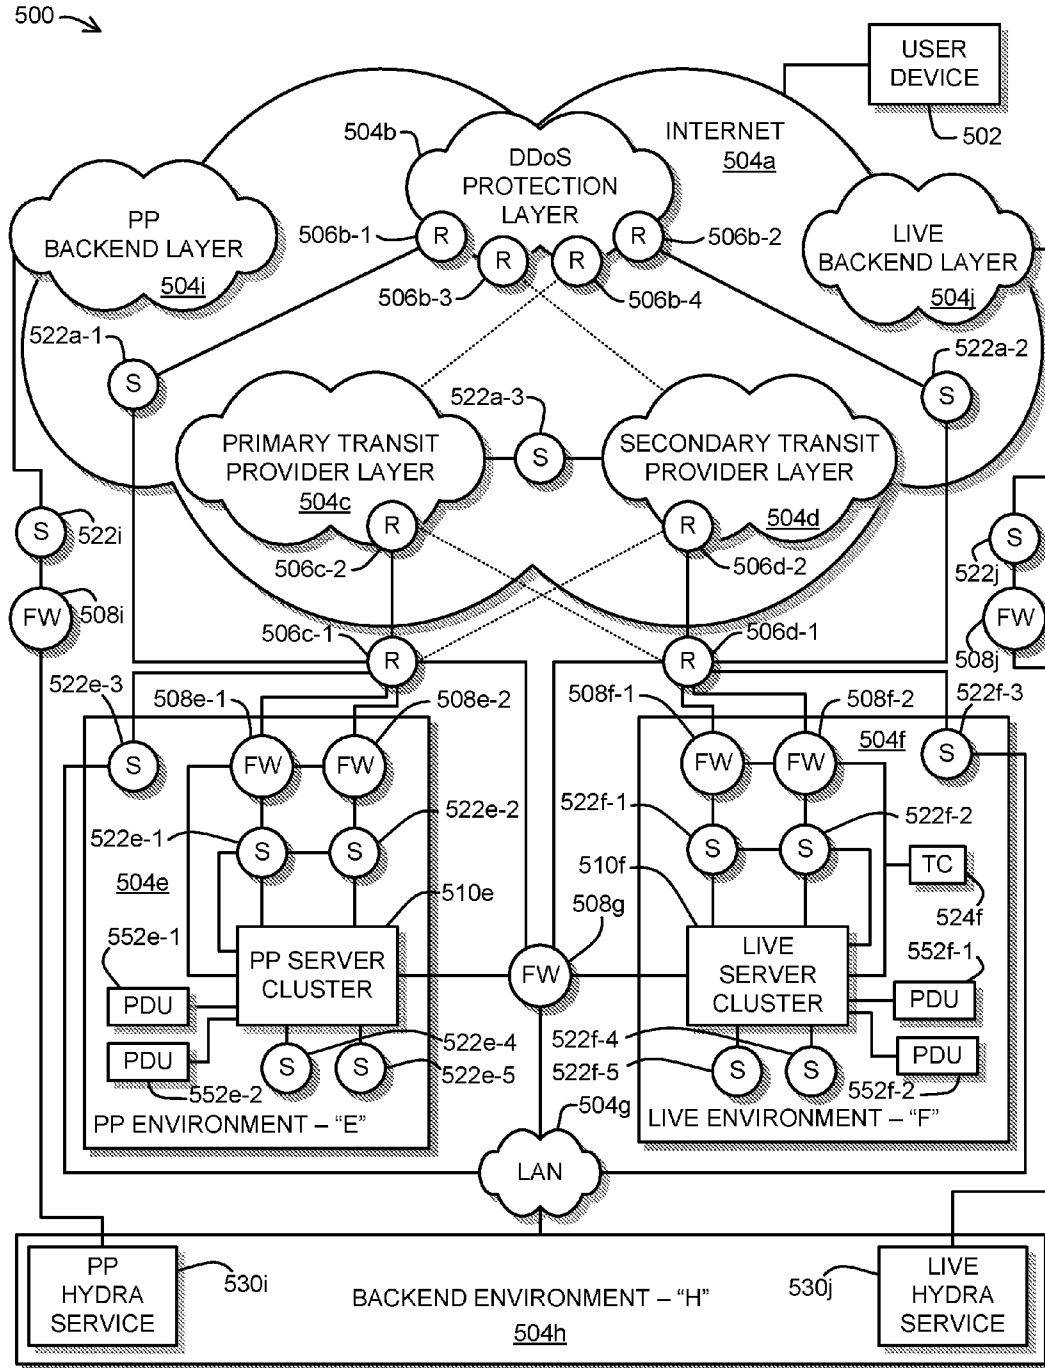 500
USER
DEVICE
502
INTERNET
504a
504b
DDoS
PROTECTION
LAYER
PP
BACKEND LAYER
504i
LIVE
BACKEND LAYER
504j
506b-1
R
R
R
R
506b-2
506b-3
506b-4
522a-1
S
522a-2
S
522a-3
S
PRIMARY TRANSIT
PROVIDER LAYER
504c
R
506c-2
SECONDARY TRANSIT
PROVIDER LAYER
504d
R
506d-2
S
522i
FW
508i
S
522j
FW
508j
506c-1
R
506d-1
R
522e-3
508e-1
508e-2
508f-1
508f-2
522f-3
504f
S
FW
FW
FW
FW
S
522e-1
522e-2
522f-1
522f-2
S
S
S
S
504e
510e
510f
TC
524f
508g
552e-1
PP SERVER
CLUSTER
FW
LIVE
SERVER
CLUSTER
552f-1
PDU
PDU
PDU
PDU
522e-4
522f-4
S
S
S
S
552e-2
522e-5
522f-5
552f-2
PP ENVIRONMENT – "E"
504g
LIVE ENVIRONMENT – "F"
LAN
PP
HYDRA
SERVICE
530i
BACKEND ENVIRONMENT – "H"
504h
530j
LIVE
HYDRA
SERVICE